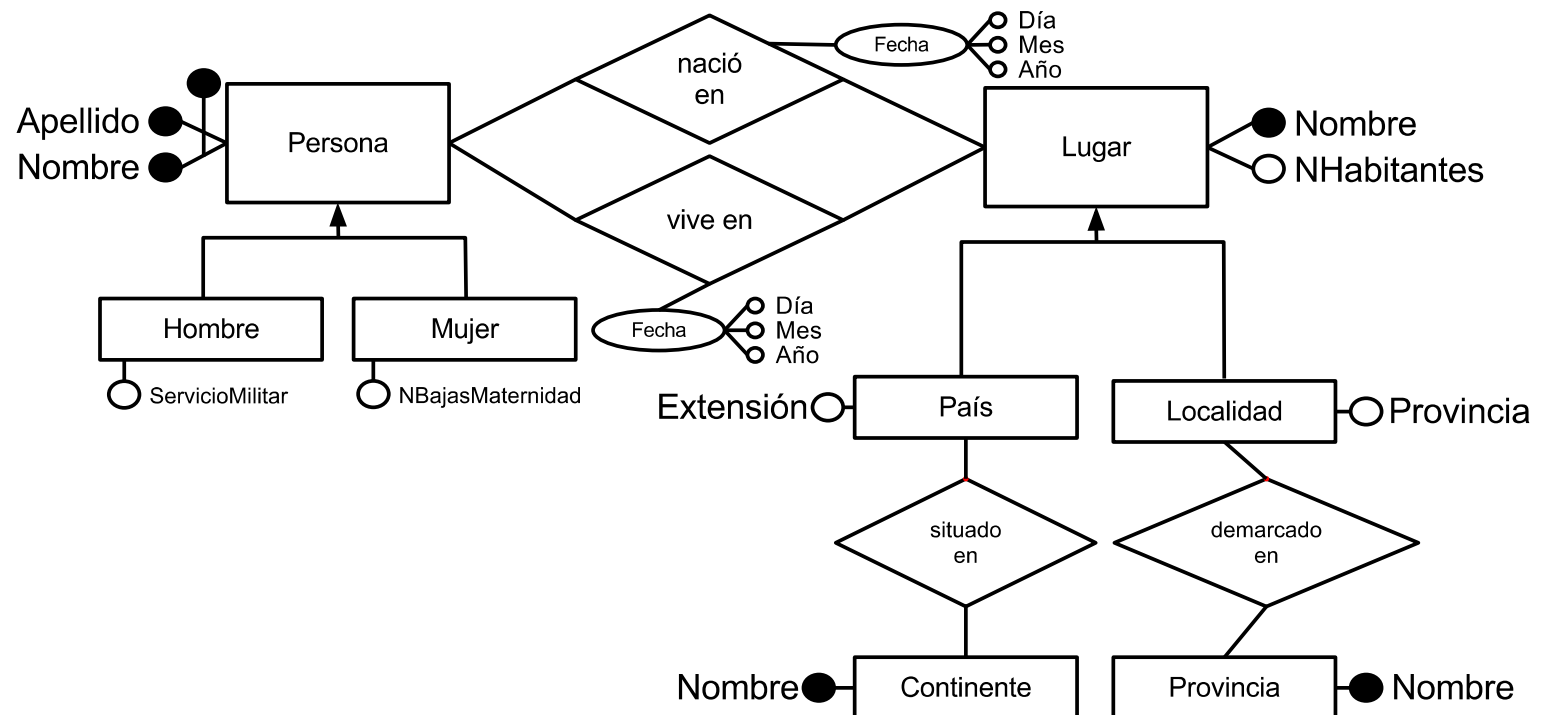 Día
Fecha
Mes
Año
nació
en
Apellido
Nombre
Persona
Lugar
Nombre
NHabitantes
vive en
Hombre
Mujer
Fecha
Día
Mes
Año
ServicioMilitar
NBajasMaternidad
Extensión
País
Localidad
Provincia
situado
en
demarcado
en
Nombre
Continente
Provincia
Nombre